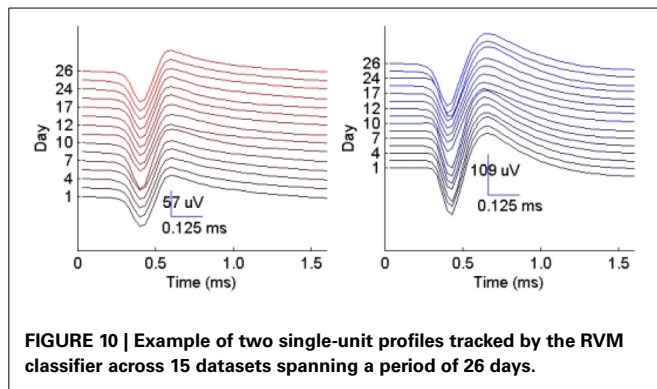 26
24
17
12
10
7
4
1
Day
57 uV
0.125 ms
0
0.5
1.0
1.5
Time (ms)
26
24
17
12
10
7
4
1
Day
109 uV
0.125 ms
0
0.5
1.0
1.5
Time (ms)
FIGURE 10 | Example of two single-unit profiles tracked by the RVM
classifier across 15 datasets spanning a period of 26 days.